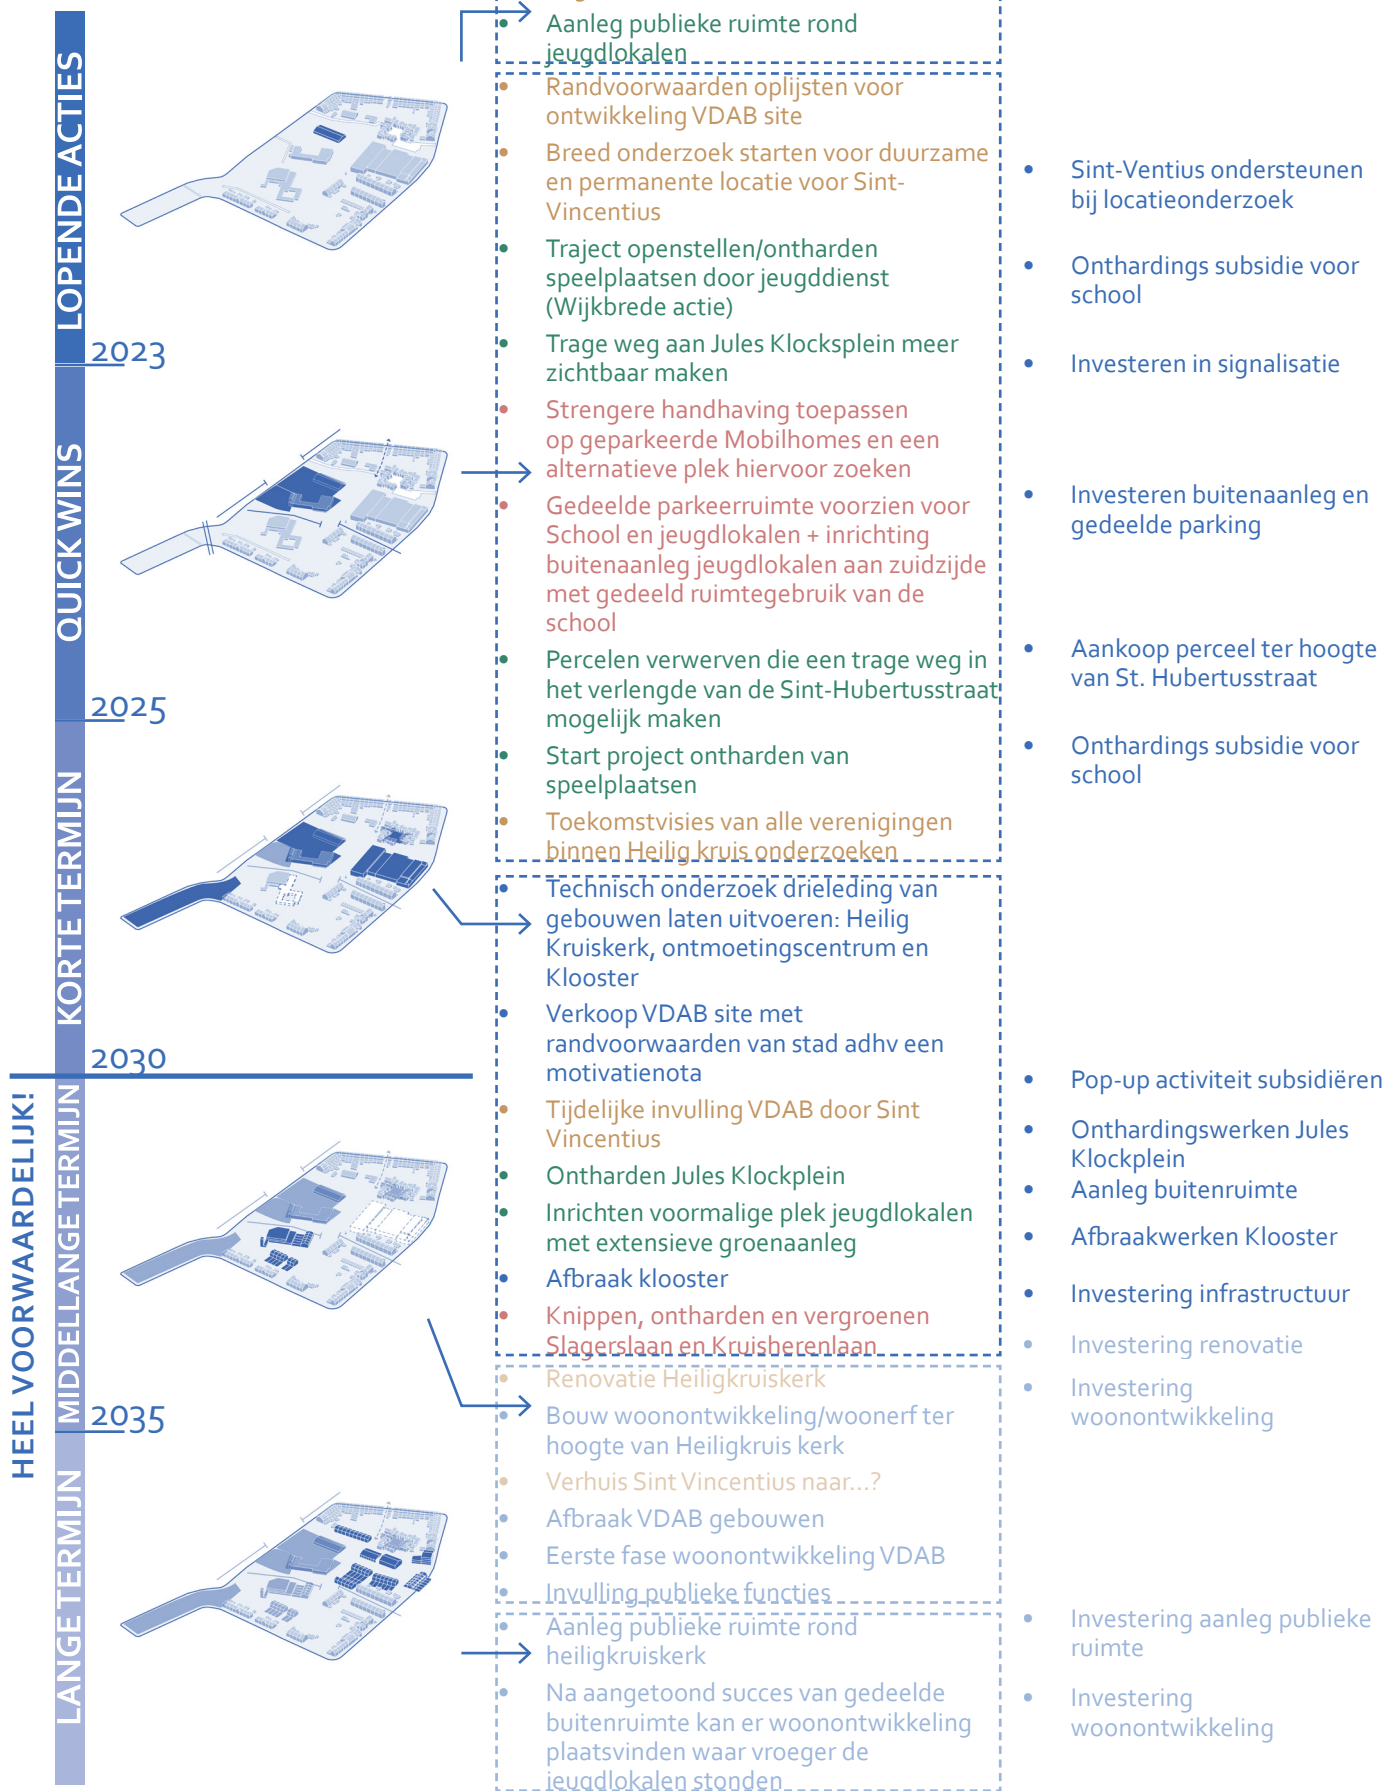 LOPENDE ACTIES
2023
QUICK WINS
2025
KORTE TERMIJN
2030
HEEL VOORWAARDELIJK!
MIDDELLANGE TERMIJN
2035
LANGE TERMIJN
Aanleg publieke ruimte rond
jeugdlokalen
Randvoorwaarden oplijsten voor
ontwikkeling VDAB site
Breed onderzoek starten voor duurzame
en permanente locatie voor Sint-
Vincentius
Traject openstellen/ontharden
speelplaatsen door jeugddienst
(Wijkbrede actie)
Trage weg aan Jules Klocksplein meer
zichtbaar maken
Strengere handhaving toepassen
op geparkeerde Mobilhomes en een
alternatieve plek hiervoor zoeken
Gedeelde parkeerruimte voorzien voor
School en jeugdlokalen + inrichting
buitenaanleg jeugdlokalen aan zuidzijde
met gedeeld ruimtegebruik van de
school
Percelen verwerven die een trage weg in
het verlengde van de Sint-Hubertusstraat
mogelijk maken
Start project ontharden van
speelplaatsen
Toekomstvisies van alle verenigingen
binnen Heilig kruis onderzoeken
Technisch onderzoek drieleding van
gebouwen laten uitvoeren: Heilig
Kruiskerk, ontmoetingscentrum en
Klooster
Verkoop VDAB site met
randvoorwaarden van stad adhv een
motivatienota
Tijdelijke invulling VDAB door Sint
Vincentius
Ontharden Jules Klockplein
Inrichten voormalige plek jeugdlokalen
met extensieve groenaanleg
Afbraak klooster
Knippen, ontharden en vergroenen
Slagerslaan en Kruisherenlaan
Renovatie Heiligkruiskerk
Bouw woonontwikkeling/woonerf ter
hoogte van Heiligkruis kerk
Verhuis Sint Vincentius naar...?
Afbraak VDAB gebouwen
Eerste fase woonontwikkeling VDAB
Invulling publieke functies
Aanleg publieke ruimte rond
heiligkruiskerk
Na aangetoond succes van gedeelde
buitenruimte kan er woonontwikkeling
plaatsvinden waar vroeger de
jeugdlokalen stonden
Sint-Ventius ondersteunen
bij locatieonderzoek
Onthardings subsidie voor
school
Investeren in signalisatie
Investeren buitenaanleg en
gedeelde parking
Aankoop perceel ter hoogte
van St. Hubertusstraat
Onthardings subsidie voor
school
Pop-up activiteit subsidiëren
Onthardingswerken Jules
Klockplein
Aanleg buitenruimte
Afbraakwerken Klooster
Investering infrastructuur
Investering renovatie
Investering
woonontwikkeling
Investering aanleg publieke
ruimte
Investering
woonontwikkeling